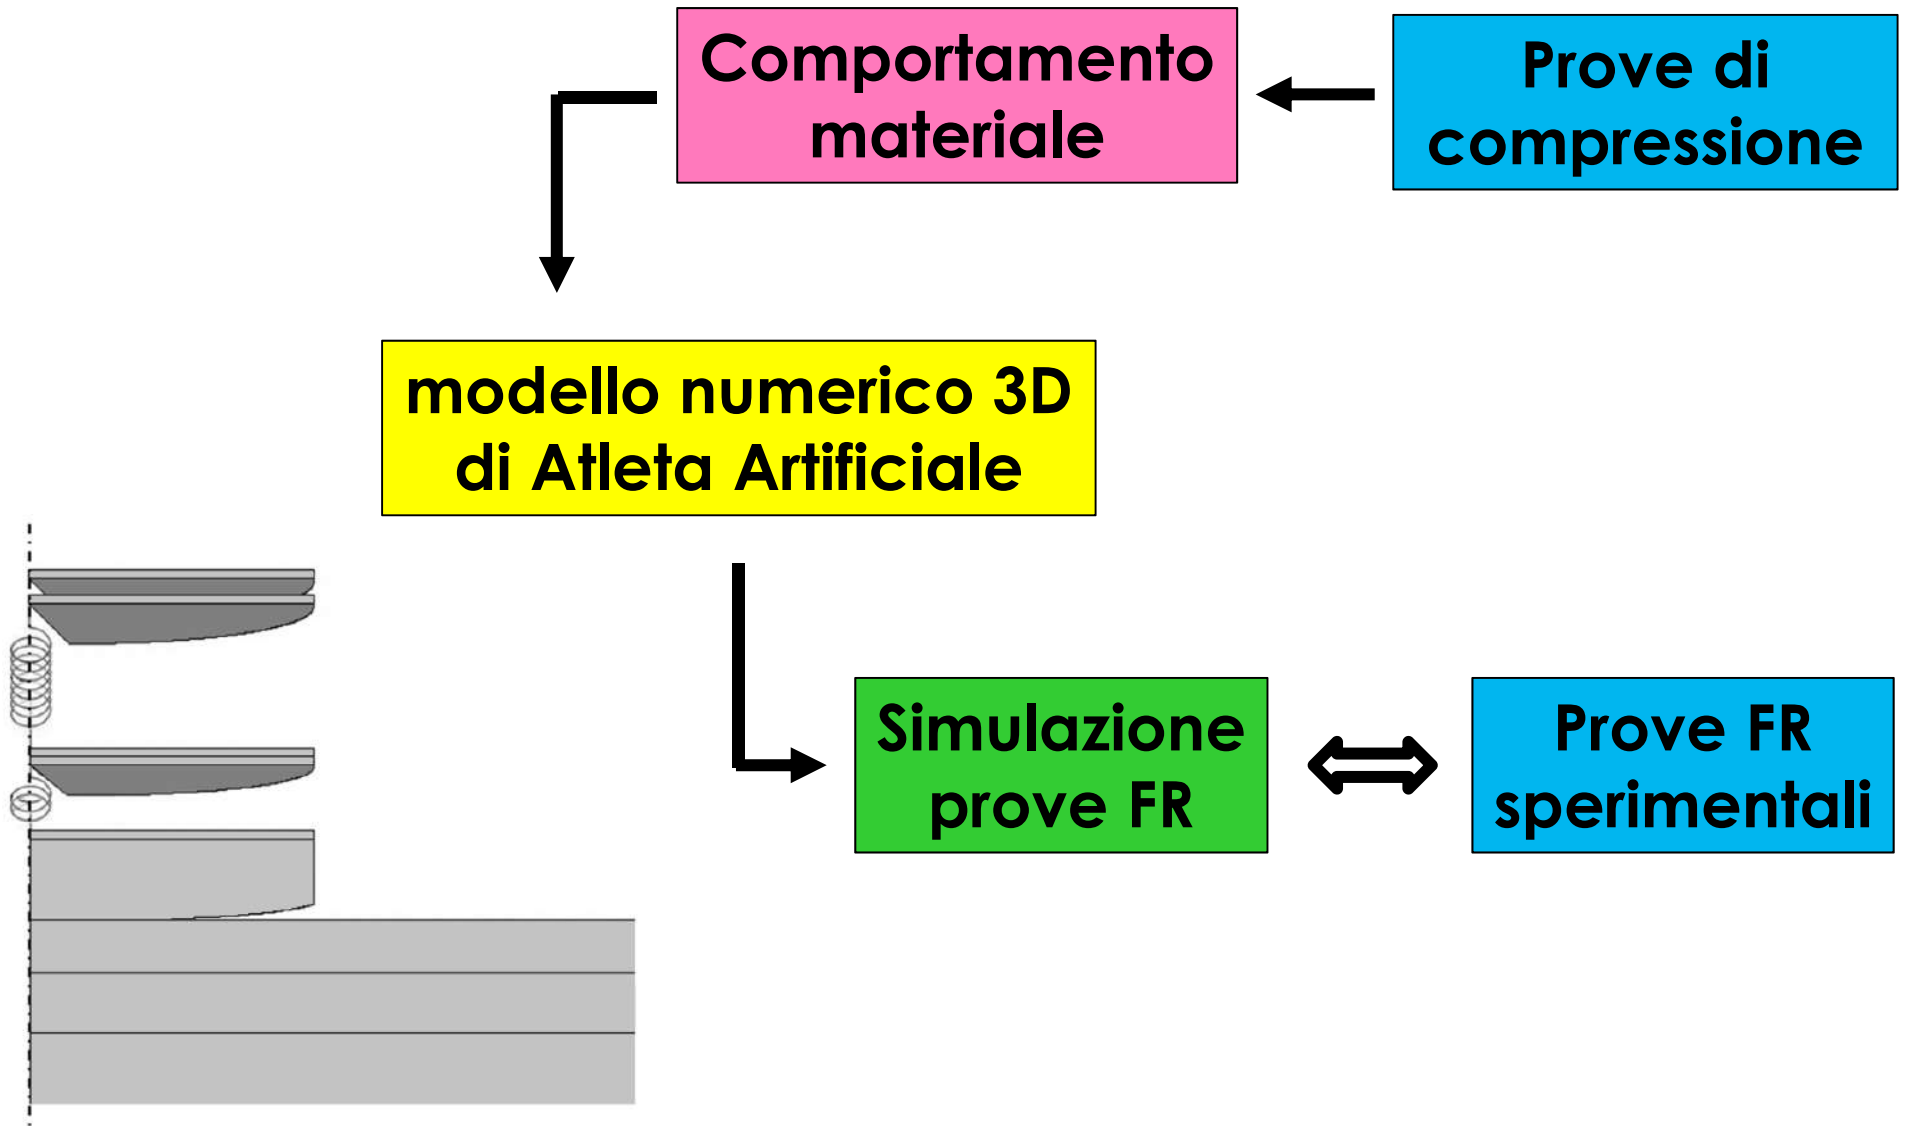 Comportamento
materiale
Prove di
compressione
modello numerico 3D
di Atleta Artificiale
Simulazione
prove FR
Prove FR
sperimentali